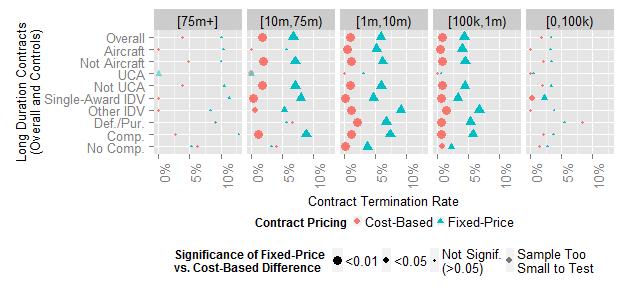 [75m+] [10m,75m) [1m,10m) [100k,1m) [0,100k)
Long Duration Contracts
(Overall and Controls)
Overall
Aircraft
Not Aircraft
UCA
Not UCA
Single-Award IDV
Other IDV
Def./Pur.
Comp.
No Comp.
0% 5% 10% 0% 5% 10% 0% 5% 10% 0% 5% 10% 0% 5% 10%
Contract Termination Rate
Contract Pricing Cost-Based Fixed-Price
Significance of Fixed-Price
vs. Cost-Based Difference
<0.01 <0.05 Not Signif.
(>0.05)
Sample Too
Small to Test